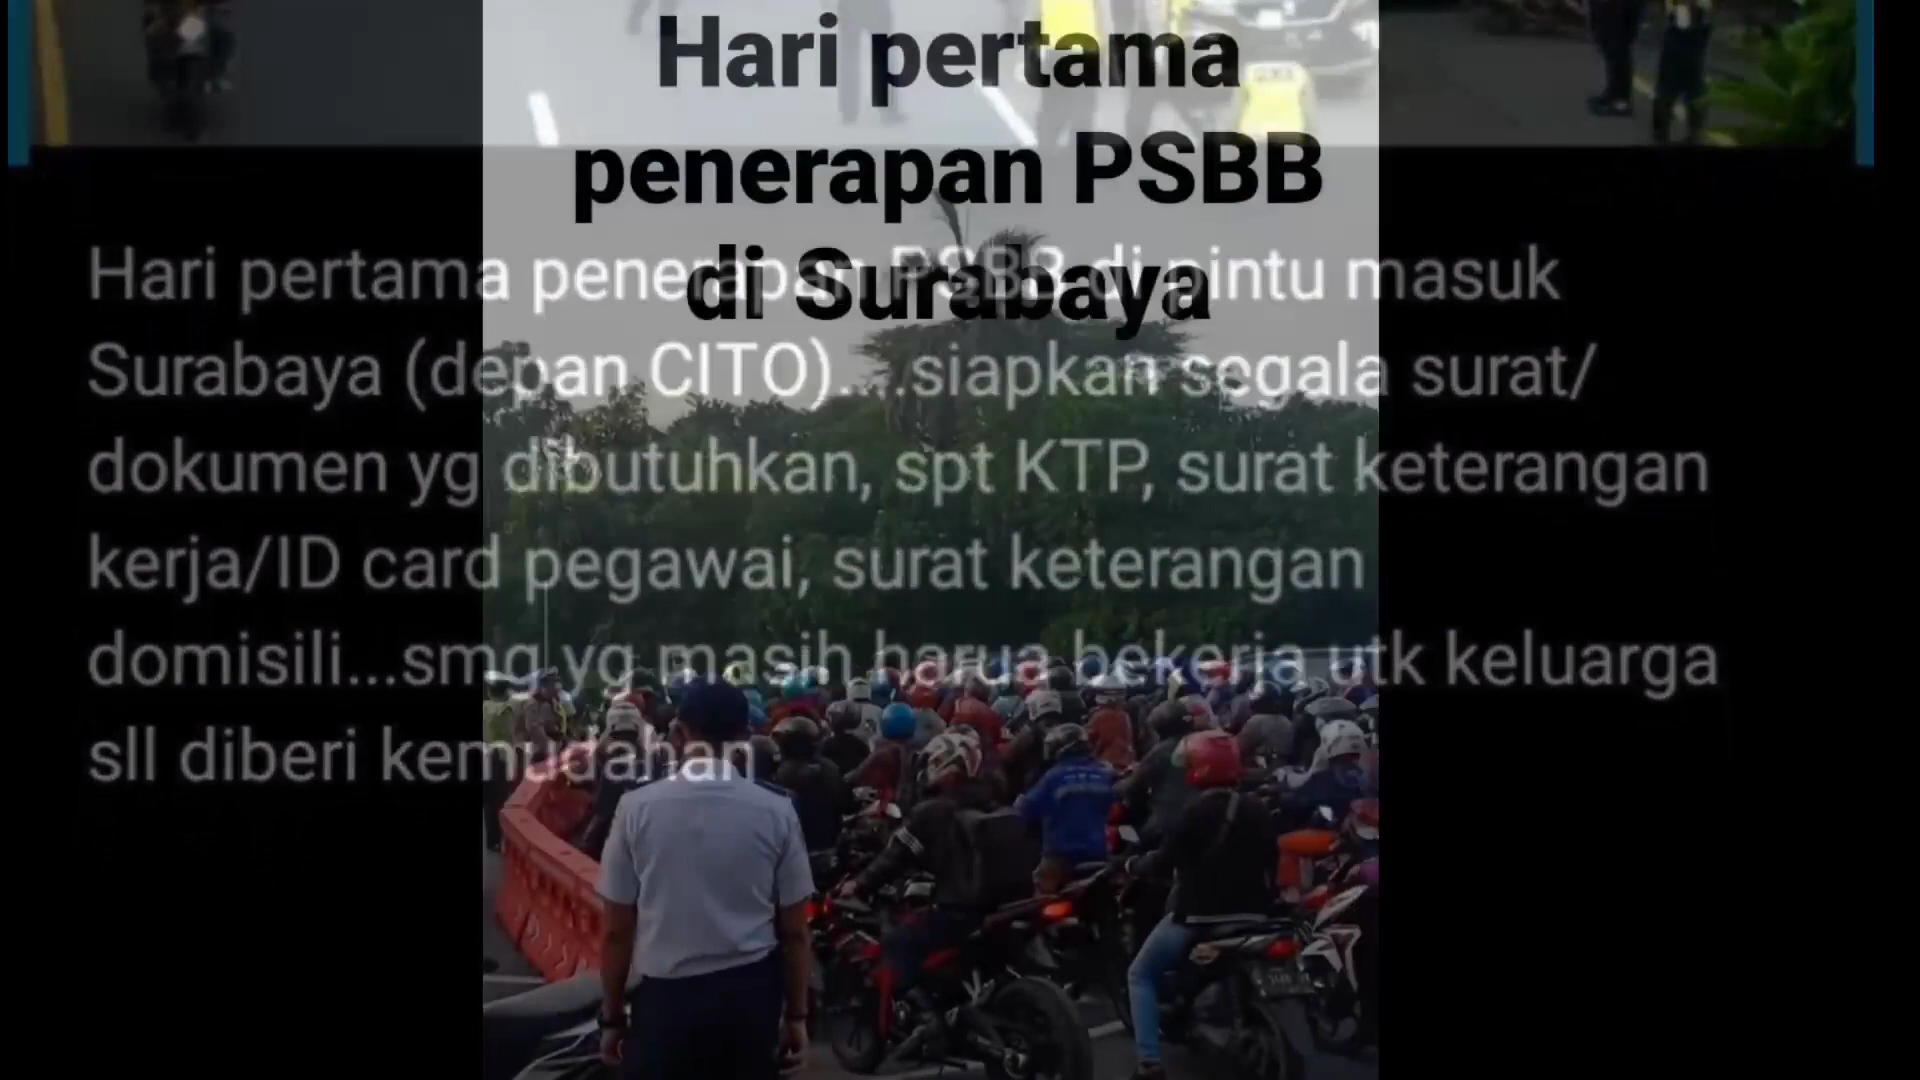 Hari pertama
penerapan PSBB
di Surabaya
Hari pertama penerapan PSBB di pintu masuk
Surabaya (depan CITO)....siapkan segala surat/
dokumen yg dibutuhkan, spt KTP, surat keterangan
kerja/ID card pegawai, surat keterangan
domisili...smg yg masih harua bekerja utk keluarga
sll diberi kemudahan